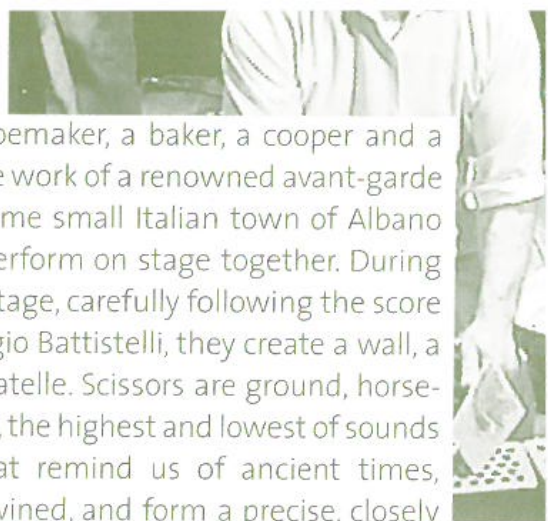 oemaker, a baker, a cooper and a
e work of a renowned avant-garde
me small Italian town of Albano
erform on stage together. During
tage, carefully following the score
gio Battistelli, they create a wall, a
atelle. Scissors are ground, horse-
, the highest and lowest of sounds
at remind us of ancient times,
wined, and form a precise, closely